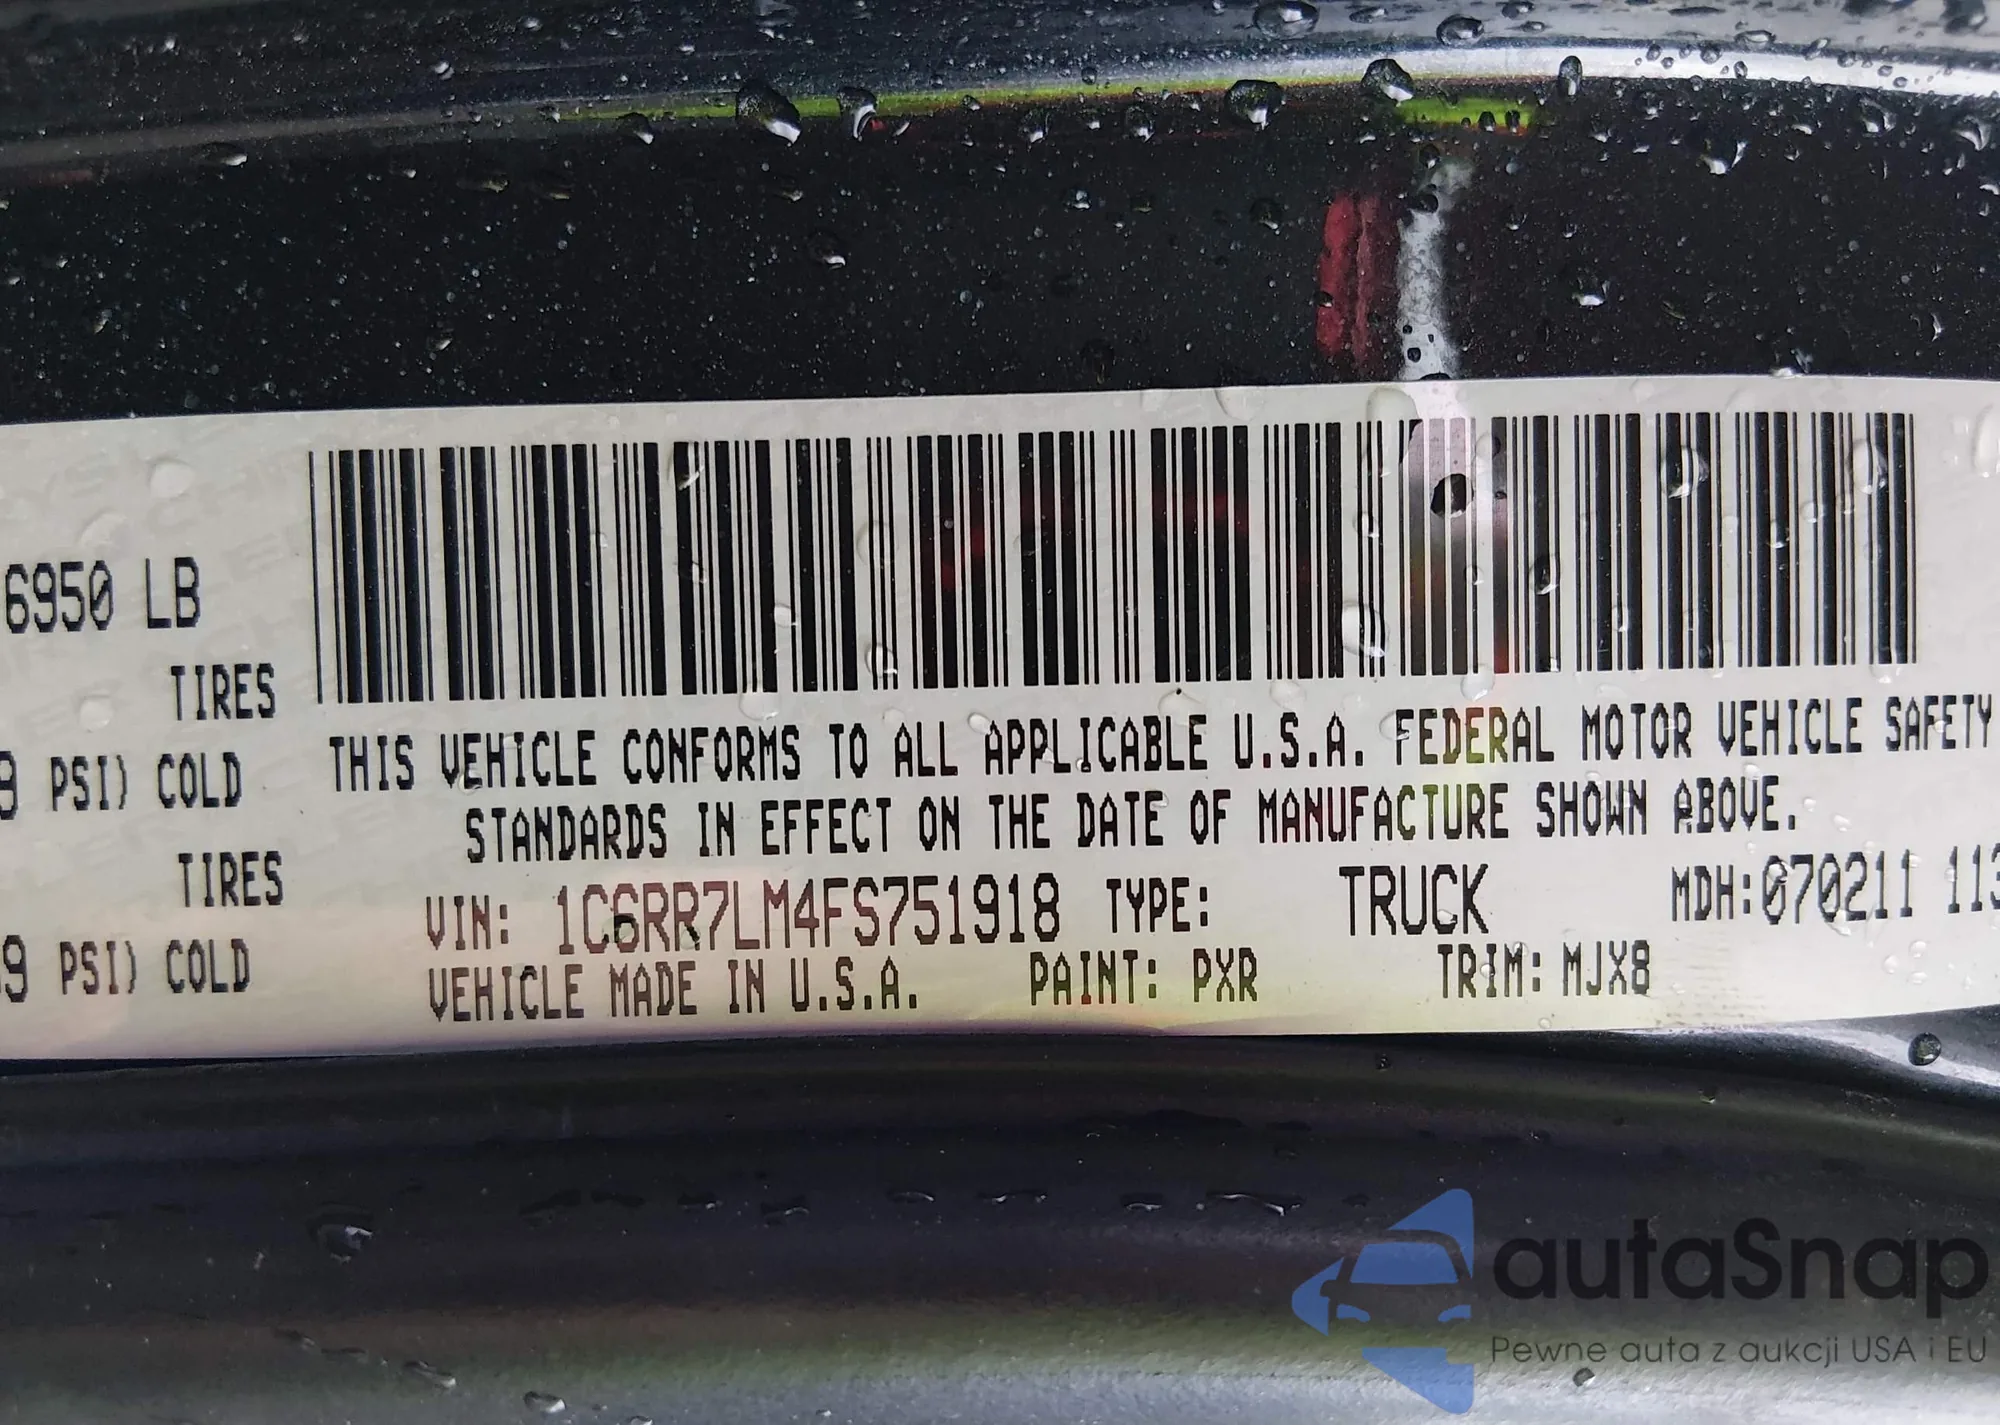 6950 LB
TIRES
9 PSI) COLD
TIRES
9 PSI) COLD
THIS VEHICLE CONFORMS TO ALL APPLICABLE U.S.A. FEDERAL MOTOR VEHICLE SAFETY
STANDARDS IN EFFECT ON THE DATE OF MANUFACTURE SHOWN ABOVE.
VIN: 1C6RR7LM4FS751918 TYPE: TRUCK MDH:070211 113
VEHICLE MADE IN U.S.A. PAINT: PXR TRIM: MJX8
autaSnap
Pewne auta z aukcji USA i EU